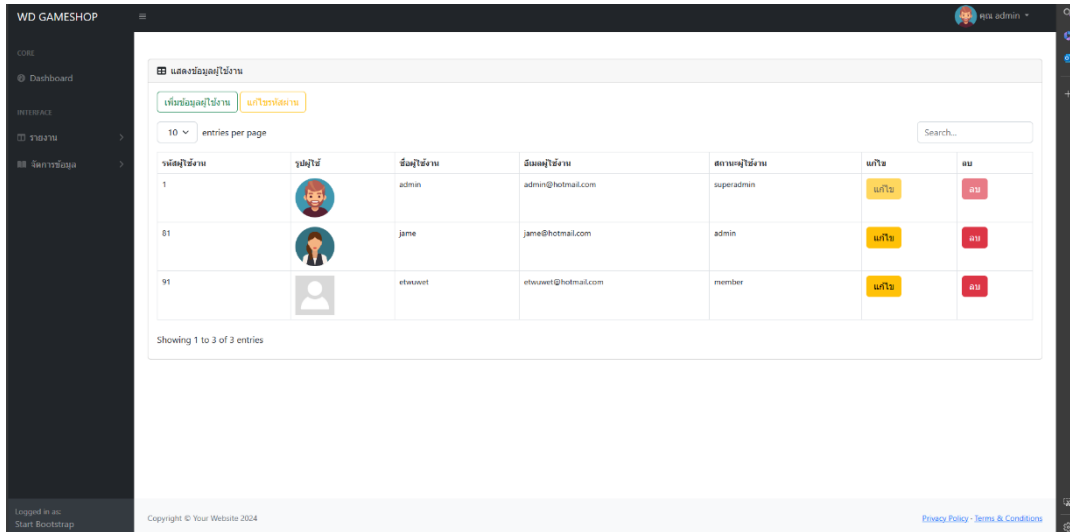 WD GAMESHOP
คุณ admin
CORE
Dashboard
INTERFACE
รายงาน
จัดการข้อมูล
แสดงข้อมูลผู้ใช้งาน
เพิ่มข้อมูลผู้ใช้งาน แก้ไขรหัสผ่าน
10 entries per page Search...
รหัสผู้ใช้งาน รูปผู้ใช้ ชื่อผู้ใช้งาน อีเมลผู้ใช้งาน สถานะผู้ใช้งาน แก้ไข ลบ
1 admin admin@hotmail.com superadmin แก้ไข ลบ
81 jame jame@hotmail.com admin แก้ไข ลบ
91 etwuwet etwuwet@hotmail.com member แก้ไข ลบ
Showing 1 to 3 of 3 entries
Logged in as:
Start Bootstrap
Copyright © Your Website 2024 Privacy Policy · Terms & Conditions